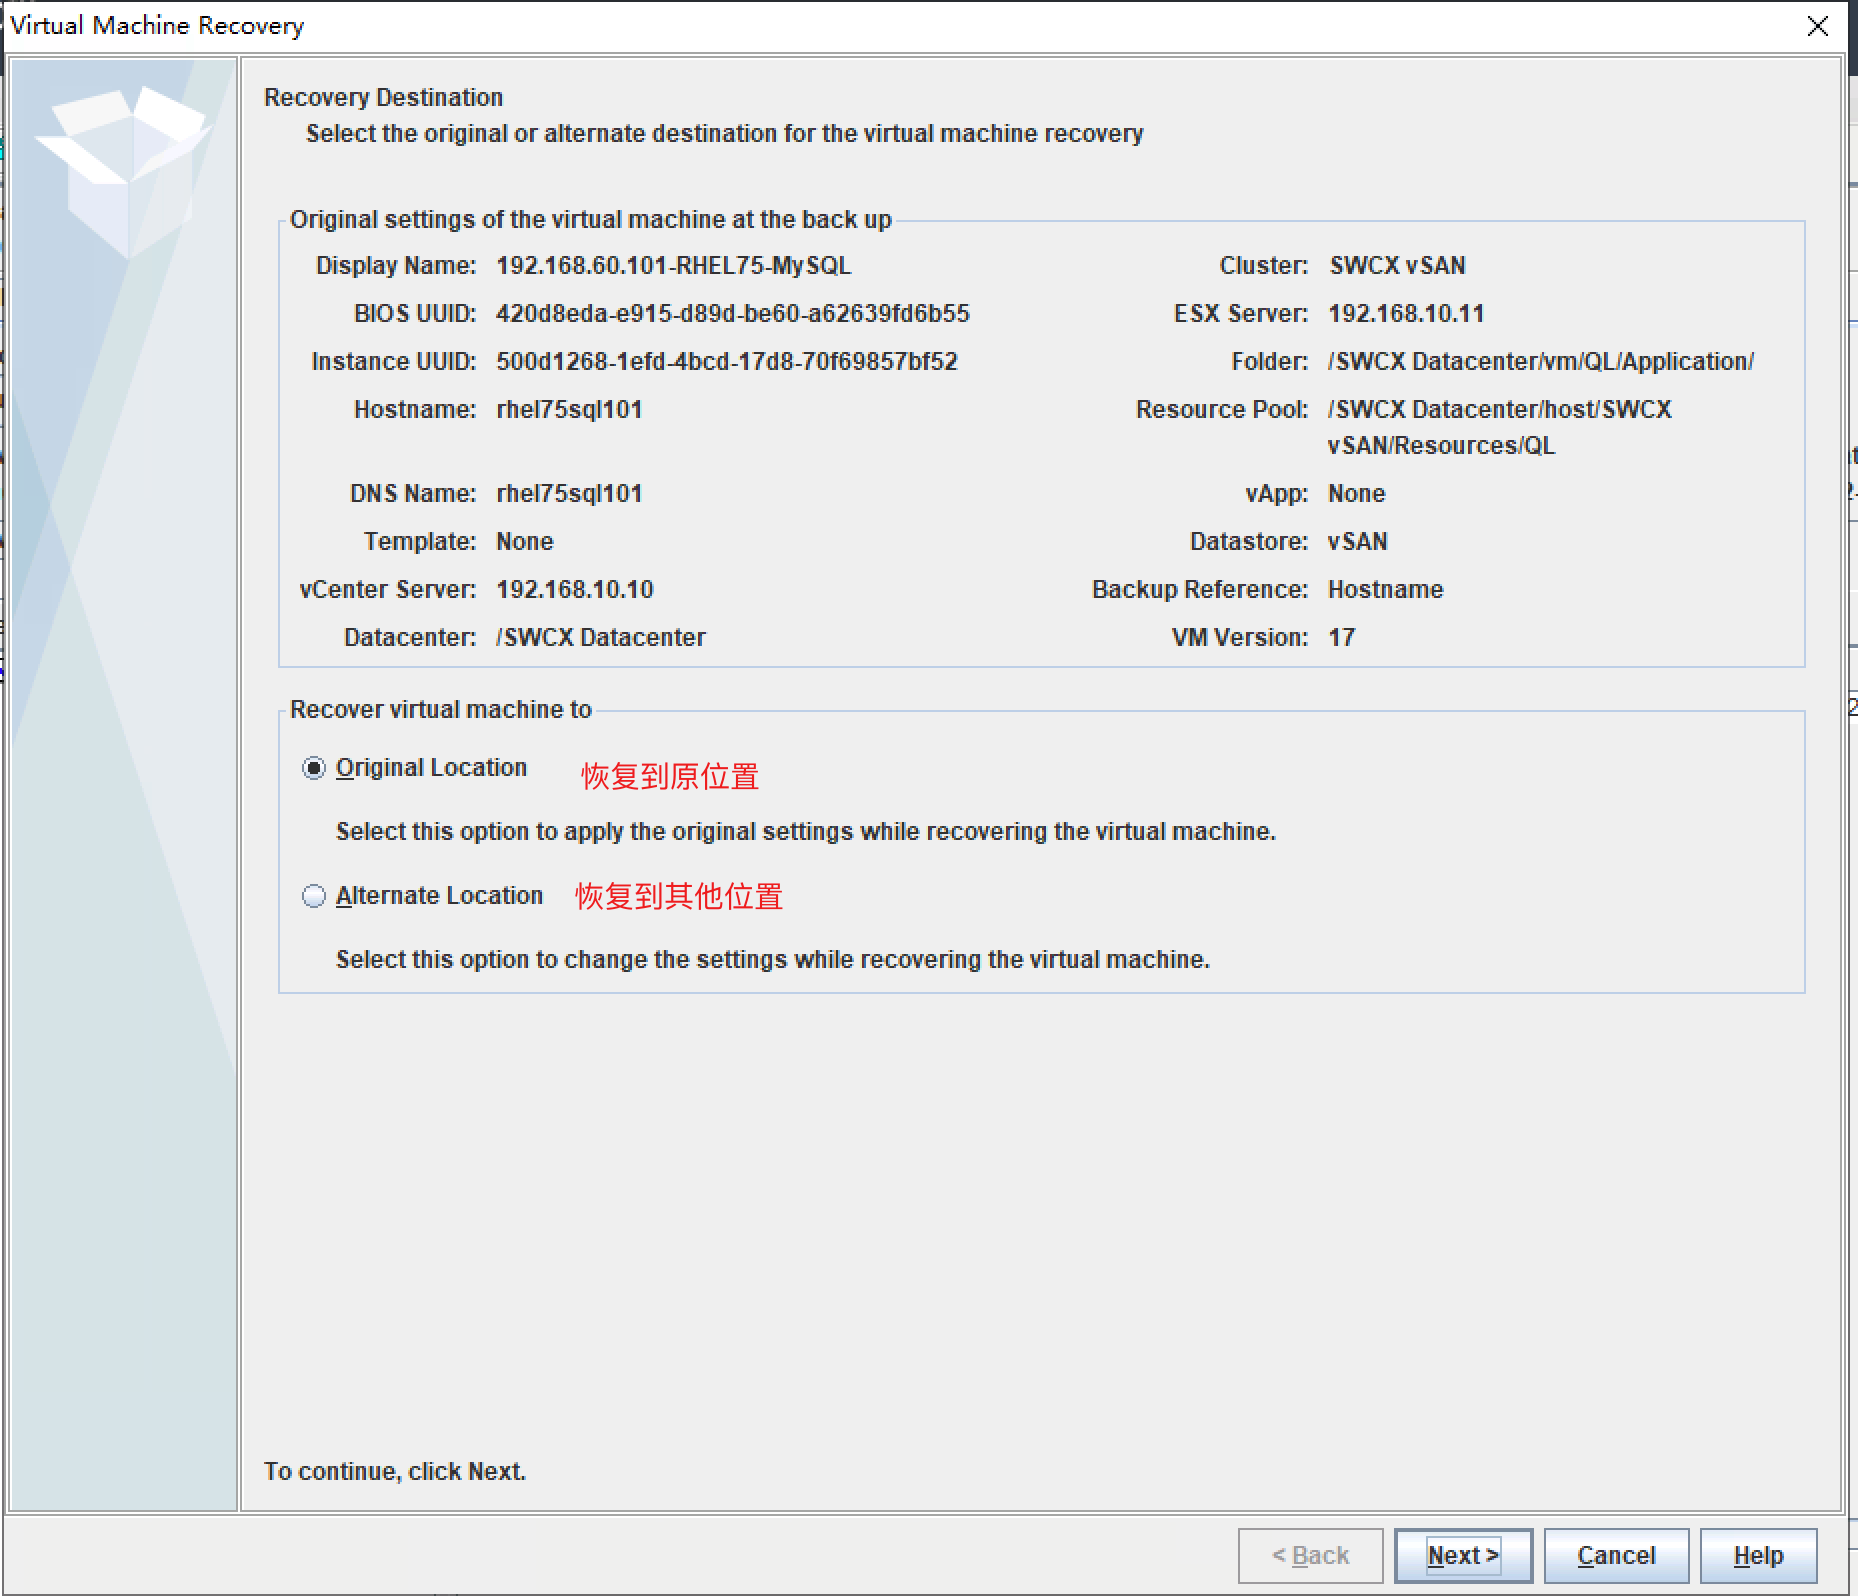 Virtual Machine Recovery
Recovery Destination
Select the original or alternate destination for the virtual machine recovery
Original settings of the virtual machine at the back up
Display Name: 192.168.60.101-RHEL75-MySQL
BIOS UUID: 420d8eda-e915-d89d-be60-a62639fd6b55
Instance UUID: 500d1268-1efd-4bcd-17d8-70f69857bf52
Hostname: rhel75sql101
DNS Name: rhel75sql101
Template: None
vCenter Server: 192.168.10.10
Datacenter: /SWCX Datacenter
Cluster: SWCX vSAN
ESX Server: 192.168.10.11
Folder: /SWCX Datacenter/vm/QL/Application/
Resource Pool: /SWCX Datacenter/host/SWCX
vSAN/Resources/QL
vApp: None
Datastore: vSAN
Backup Reference: Hostname
VM Version: 17
Recover virtual machine to
Original Location 恢复到原位置
Select this option to apply the original settings while recovering the virtual machine.
Alternate Location 恢复到其他位置
Select this option to change the settings while recovering the virtual machine.
To continue, click Next.
< Back Next > Cancel Help